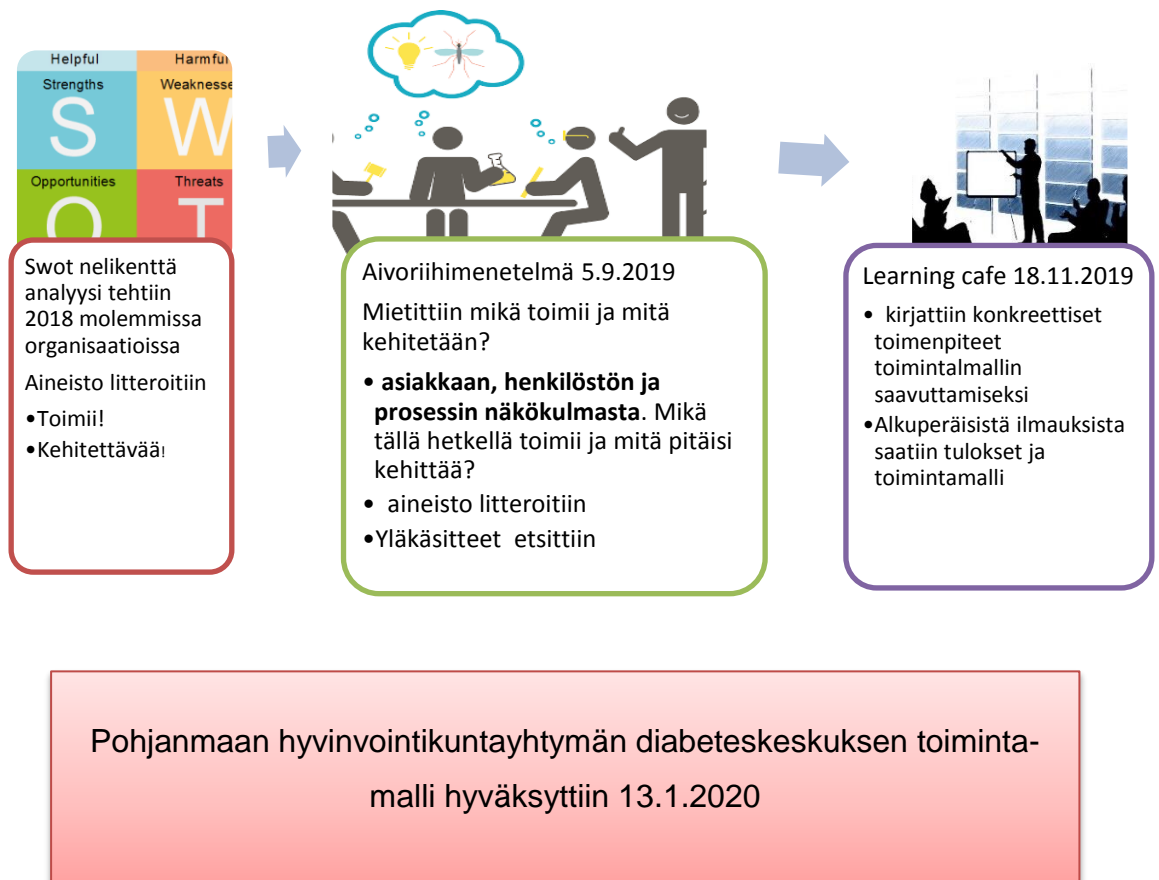 Helpful
Harmfu
Strengths
Weaknesse
S
W
Opportunities
Threats
O
T
Swot nelikenttä
analyysi tehtiin
2018 molemmissa
organisaatioissa
Aineisto litteroitiin
•Toimii!
•Kehitettävää!
Aivoriihimenetelmä 5.9.2019
Mietittiin mikä toimii ja mitä
kehitetään?
• asiakkaan, henkilöstön ja
prosessin näkökulmasta. Mikä
tällä hetkellä toimii ja mitä pitäisi
kehittää?
• aineisto litteroitiin
•Yläkäsitteet etsittiin
Learning cafe 18.11.2019
• kirjattiin konkreettiset
toimenpiteet
toimintalmallin
saavuttamiseksi
•Alkuperäisistä ilmauksista
saatiin tulokset ja
toimintamalli
Pohjanmaan hyvinvointikuntayhtymän diabeteskeskuksen toiminta-
malli hyväksyttiin 13.1.2020